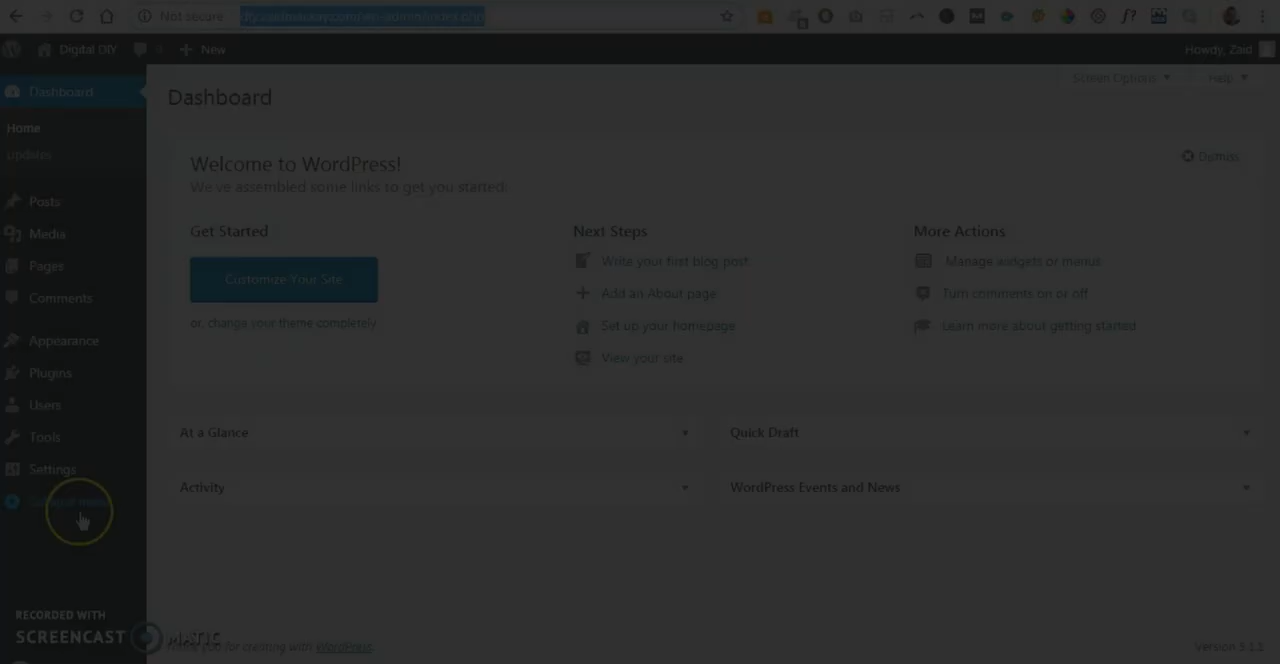 Not secure
Digital DIY
New
Howdy, Zaid
Dashboard
Home
Updates
Posts
Media
Pages
Comments
Appearance
Plugins
Users
Tools
Settings
Screen Options
Help
Dashboard
Dismiss
Welcome to WordPress!
We've assembled some links to get you started:
Get Started
Customize Your Site
or, change your theme completely
Next Steps
Write your first blog post
Add an About page
Set up your homepage
View your site
More Actions
Manage widgets or menus
Turn comments on or off
Learn more about getting started
At a Glance
Quick Draft
Activity
WordPress Events and News
RECORDED WITH
SCREENCAST MATIC
Thank you for creating with WordPress.